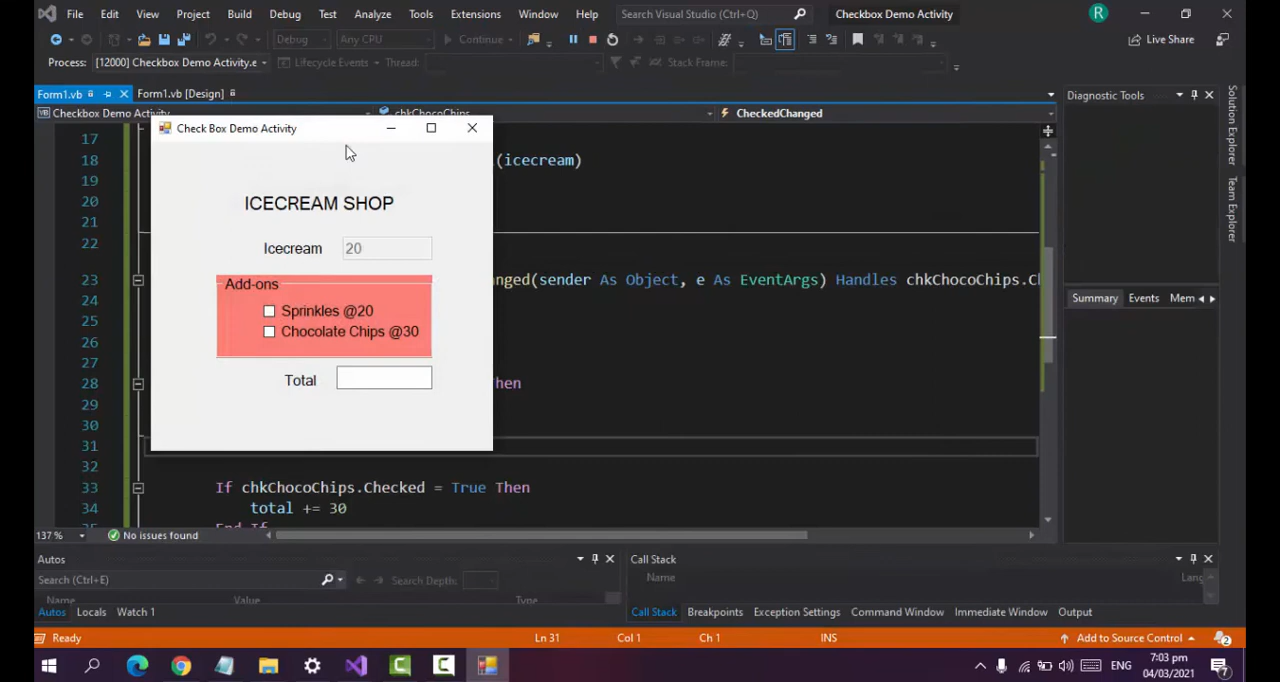 File Edit View Project Build Debug Test Analyze Tools Extensions Window Help Search Visual Studio (Ctrl+Q) Checkbox Demo Activity R
Debug Any CPU Continue Live Share
Process: [12000] Checkbox Demo Activity.e Lifecycle Events Thread: Stack Frame:
Form1.vb Form1.vb [Design] Diagnostic Tools
Checkbox Demo Activity chkChocoChips CheckedChanged
Check Box Demo Activity
ICECREAM SHOP
Icecream 20
Add-ons
Sprinkles @20
Chocolate Chips @30
Total
17
18 (icecream)
19
20
21
22
23 nged(sender As Object, e As EventArgs) Handles chkChocoChips.Ch
24
25
26
27
28 hen
29
30
31
32
33 If chkChocoChips.Checked = True Then
34 total += 30
35 End If
Summary Events Mem
Solution Explorer
Team Explorer
137 % No issues found
Autos Call Stack
Search (Ctrl+E) Search Depth: Name Lang
Name Value Type
Autos Locals Watch 1 Call Stack Breakpoints Exception Settings Command Window Immediate Window Output
Ready Ln 31 Col 1 Ch 1 INS Add to Source Control 2
ENG 7:03 pm
04/03/2021 7